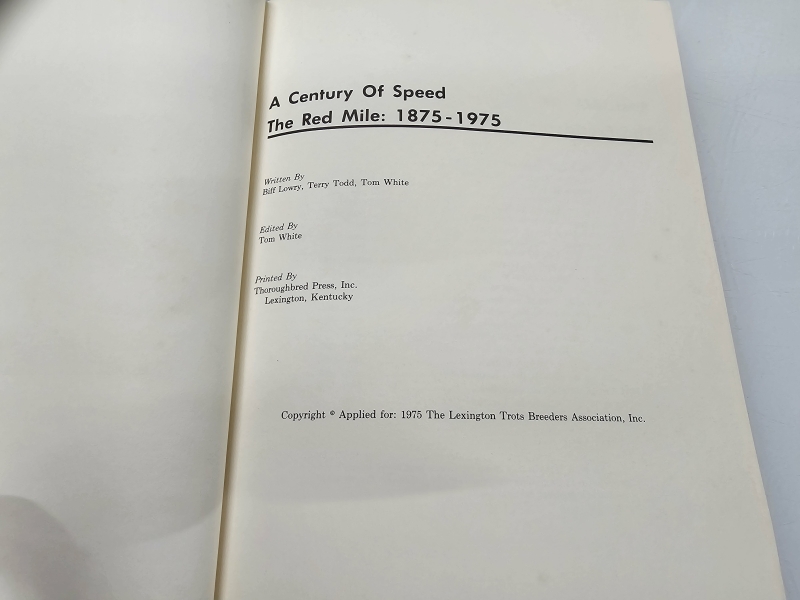 A Century Of Speed
The Red Mile: 1875-1975
Written By
Biff Lowry, Terry Todd, Tom White
Edited By
Tom White
Printed By
Thoroughbred Press, Inc.
Lexington, Kentucky
Copyright © Applied for: 1975 The Lexington Trots Breeders Association, Inc.